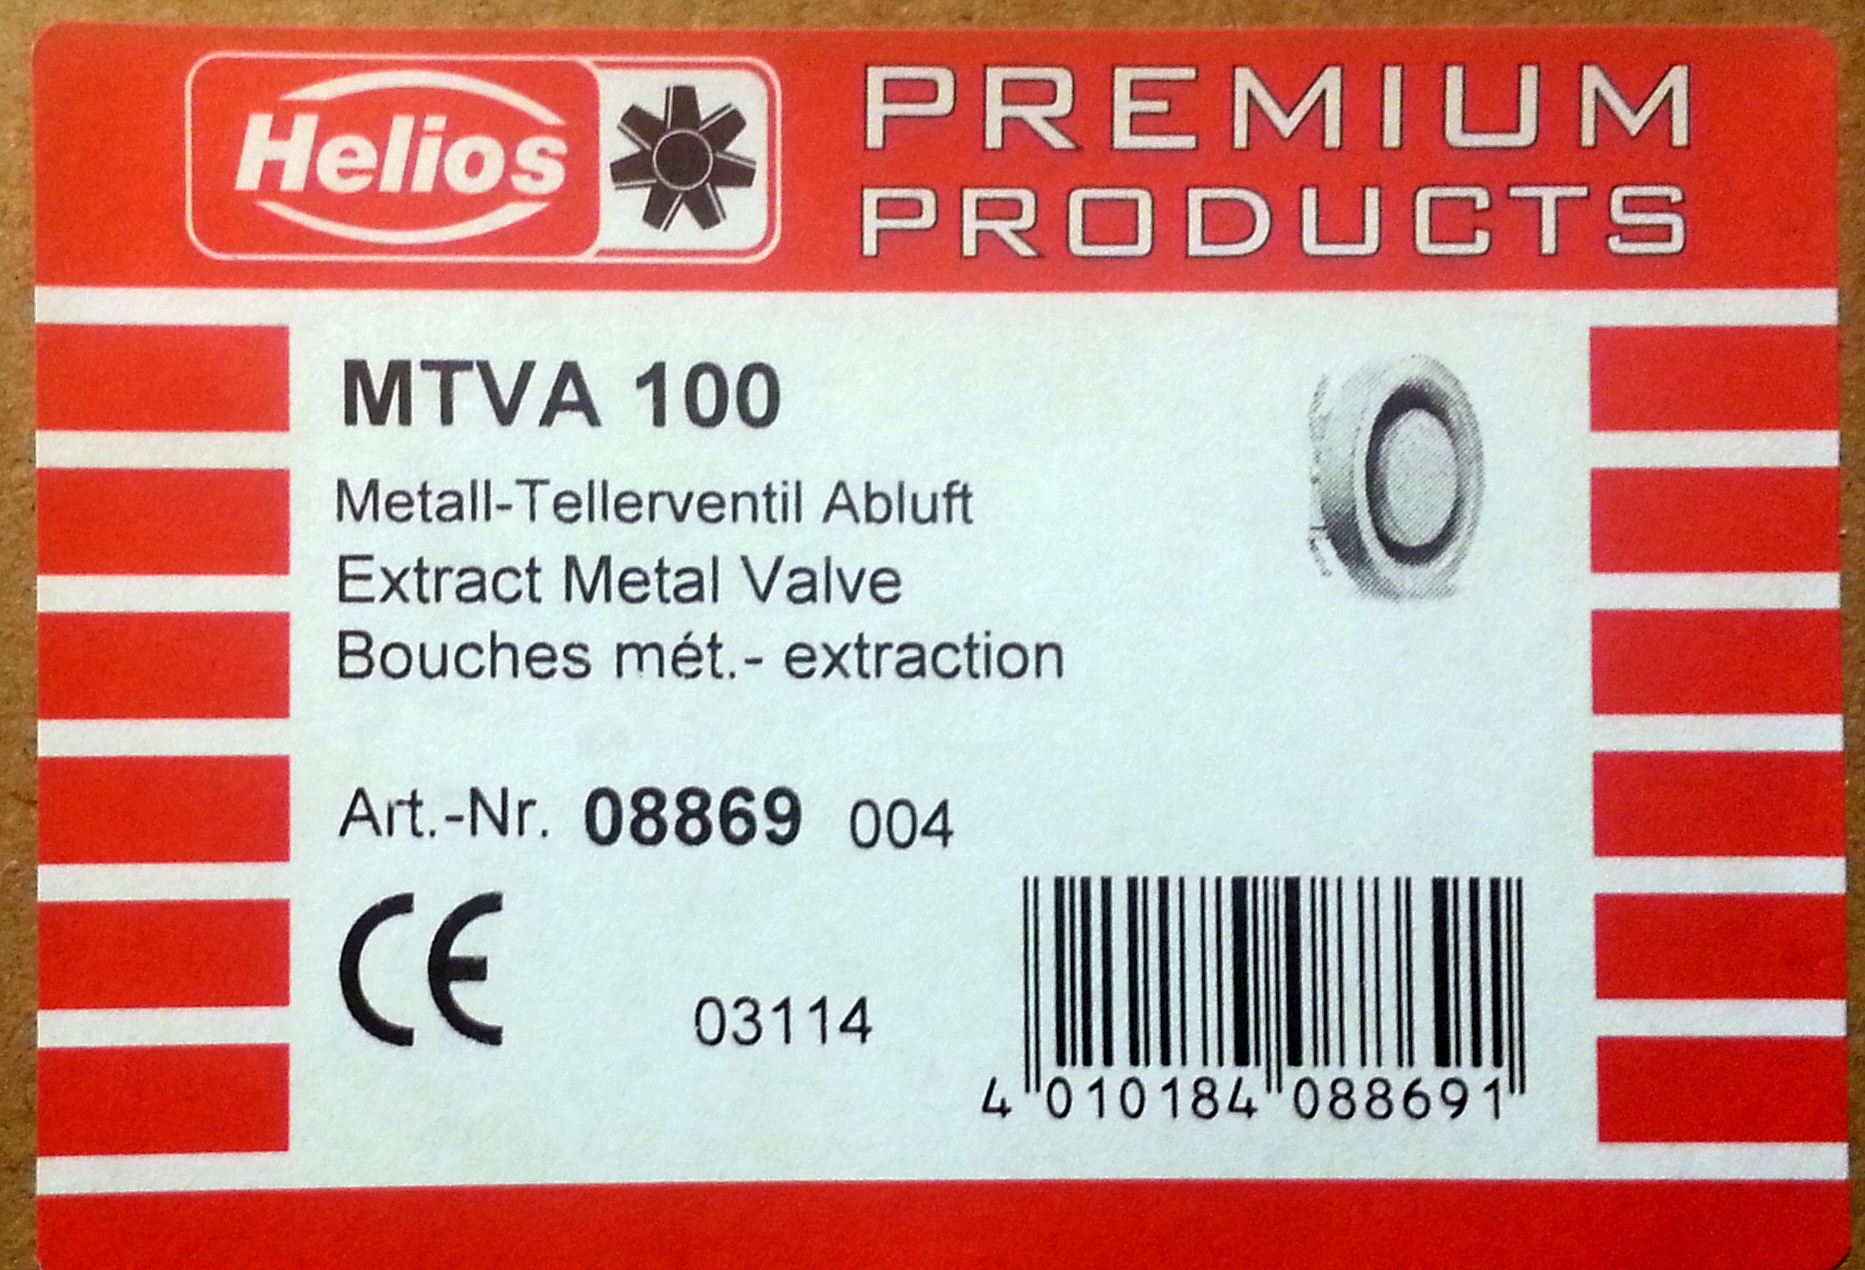 Helios
PREMIUM
PRODUCTS
MTVA 100
Metall-Tellerventil Abluft
Extract Metal Valve
Bouches mét.- extraction
Art.-Nr. 08869 004
CE
03114
4 010184 088691